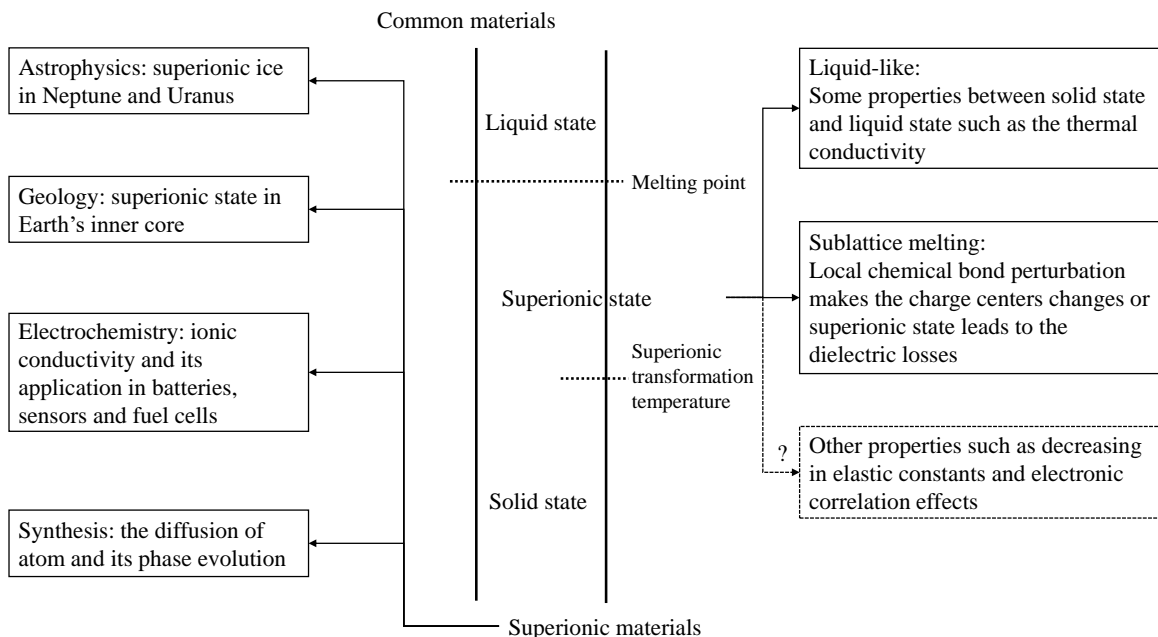 Common materials
Astrophysics: superionic ice
in Neptune and Uranus
Geology: superionic state in
Earth’s inner core
Electrochemistry: ionic
conductivity and its
application in batteries,
sensors and fuel cells
Synthesis: the diffusion of
atom and its phase evolution
Liquid state
Melting point
Superionic state
Superionic
transformation
temperature
Solid state
Superionic materials
Liquid-like:
Some properties between solid state
and liquid state such as the thermal
conductivity
Sublattice melting:
Local chemical bond perturbation
makes the charge centers changes or
superionic state leads to the
dielectric losses
?
Other properties such as decreasing
in elastic constants and electronic
correlation effects